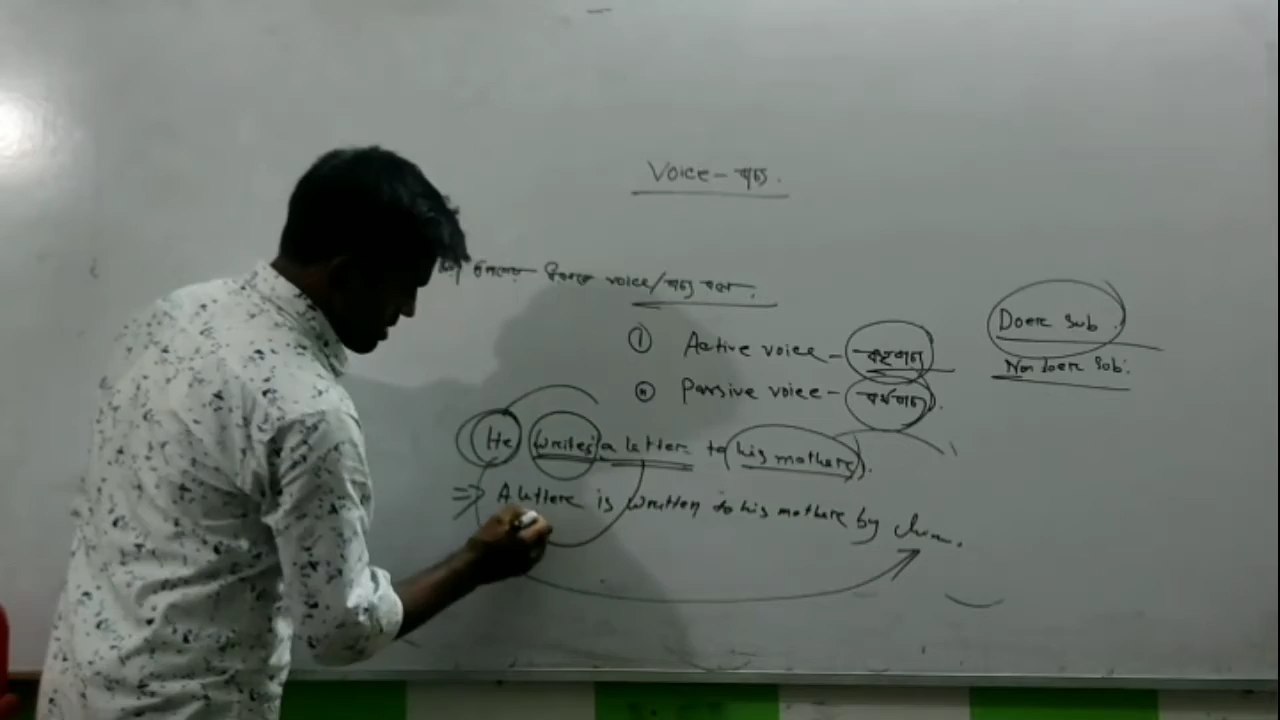 Voice – বাচ্য.
voice/বাচ্য বলে.
① Active voice – কর্তৃবাচ্য
Doer sub.
Non doer sub:
② Passive voice – কর্মবাচ্য.
He writes a letter to his mother.
⇒ A letter is written to his mother by him.